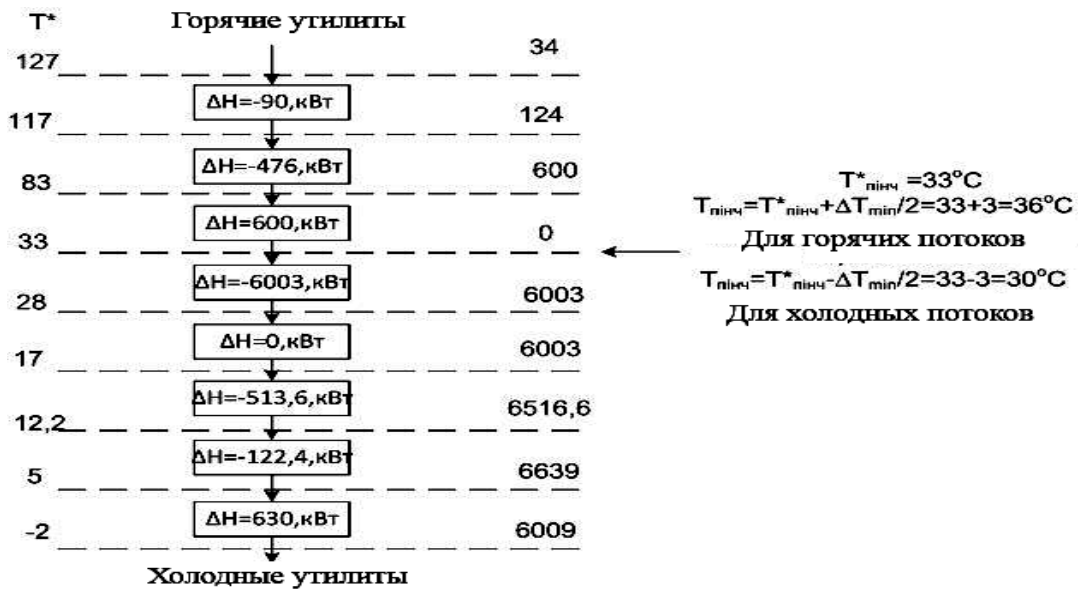 T* Горячие утилиты
127 34
ΔH=-90,кВт
117 124
ΔH=-476,кВт
83 600
ΔH=600,кВт
33 0
ΔH=-6003,кВт
28 6003
ΔH=0,кВт
17 6003
ΔH=-513,6,кВт
12,2 6516,6
ΔH=-122,4,кВт
5 6639
ΔH=630,кВт
-2 6009
Холодные утилиты
T*пінч =33°C
Tпінч=T*пінч+ΔTmin/2=33+3=36°C
Для горячих потоков
Tпінч=T*пінч-ΔTmin/2=33-3=30°C
Для холодных потоков